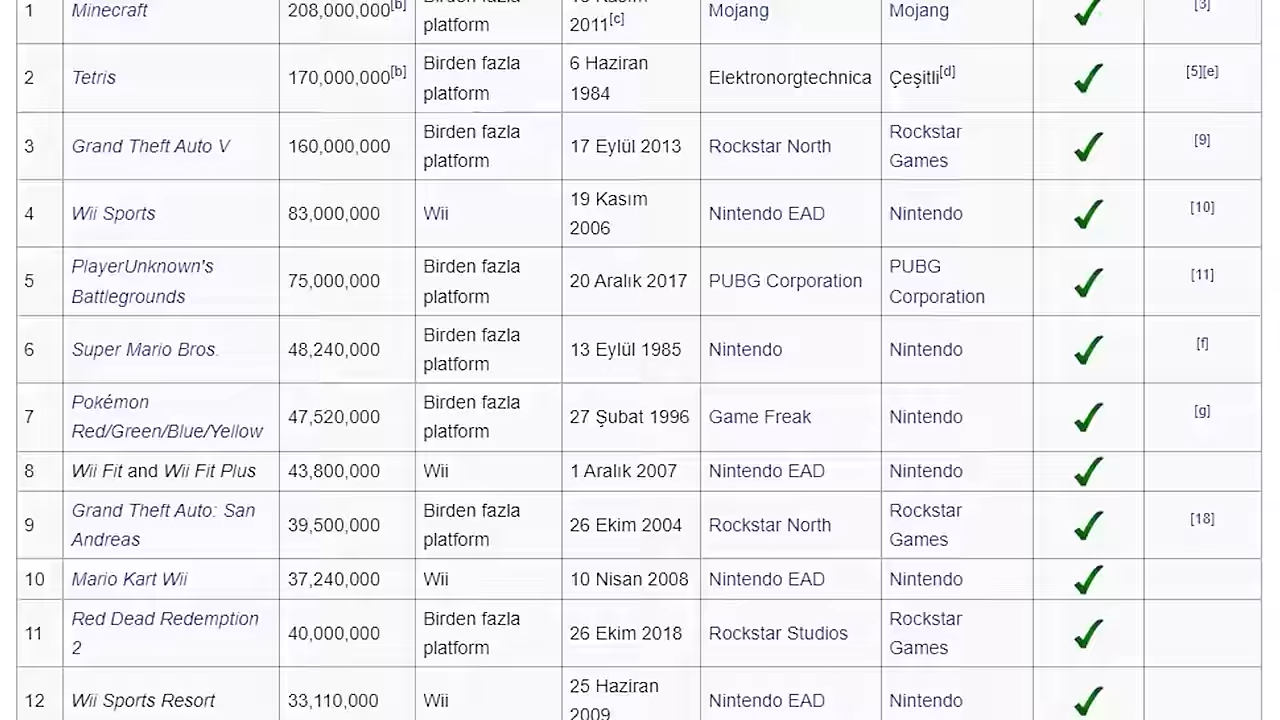 1 Minecraft 208,000,000[b] platform 2011[c] Mojang Mojang [3]
2 Tetris 170,000,000[b] Birden fazla platform 6 Haziran 1984 Elektronorgtechnica Çeşitli[d] [5][e]
3 Grand Theft Auto V 160,000,000 Birden fazla platform 17 Eylül 2013 Rockstar North Rockstar Games [9]
4 Wii Sports 83,000,000 Wii 19 Kasım 2006 Nintendo EAD Nintendo [10]
5 PlayerUnknown's Battlegrounds 75,000,000 Birden fazla platform 20 Aralık 2017 PUBG Corporation PUBG Corporation [11]
6 Super Mario Bros. 48,240,000 Birden fazla platform 13 Eylül 1985 Nintendo Nintendo [f]
7 Pokémon Red/Green/Blue/Yellow 47,520,000 Birden fazla platform 27 Şubat 1996 Game Freak Nintendo [g]
8 Wii Fit and Wii Fit Plus 43,800,000 Wii 1 Aralık 2007 Nintendo EAD Nintendo
9 Grand Theft Auto: San Andreas 39,500,000 Birden fazla platform 26 Ekim 2004 Rockstar North Rockstar Games [18]
10 Mario Kart Wii 37,240,000 Wii 10 Nisan 2008 Nintendo EAD Nintendo
11 Red Dead Redemption 2 40,000,000 Birden fazla platform 26 Ekim 2018 Rockstar Studios Rockstar Games
12 Wii Sports Resort 33,110,000 Wii 25 Haziran 2009 Nintendo EAD Nintendo